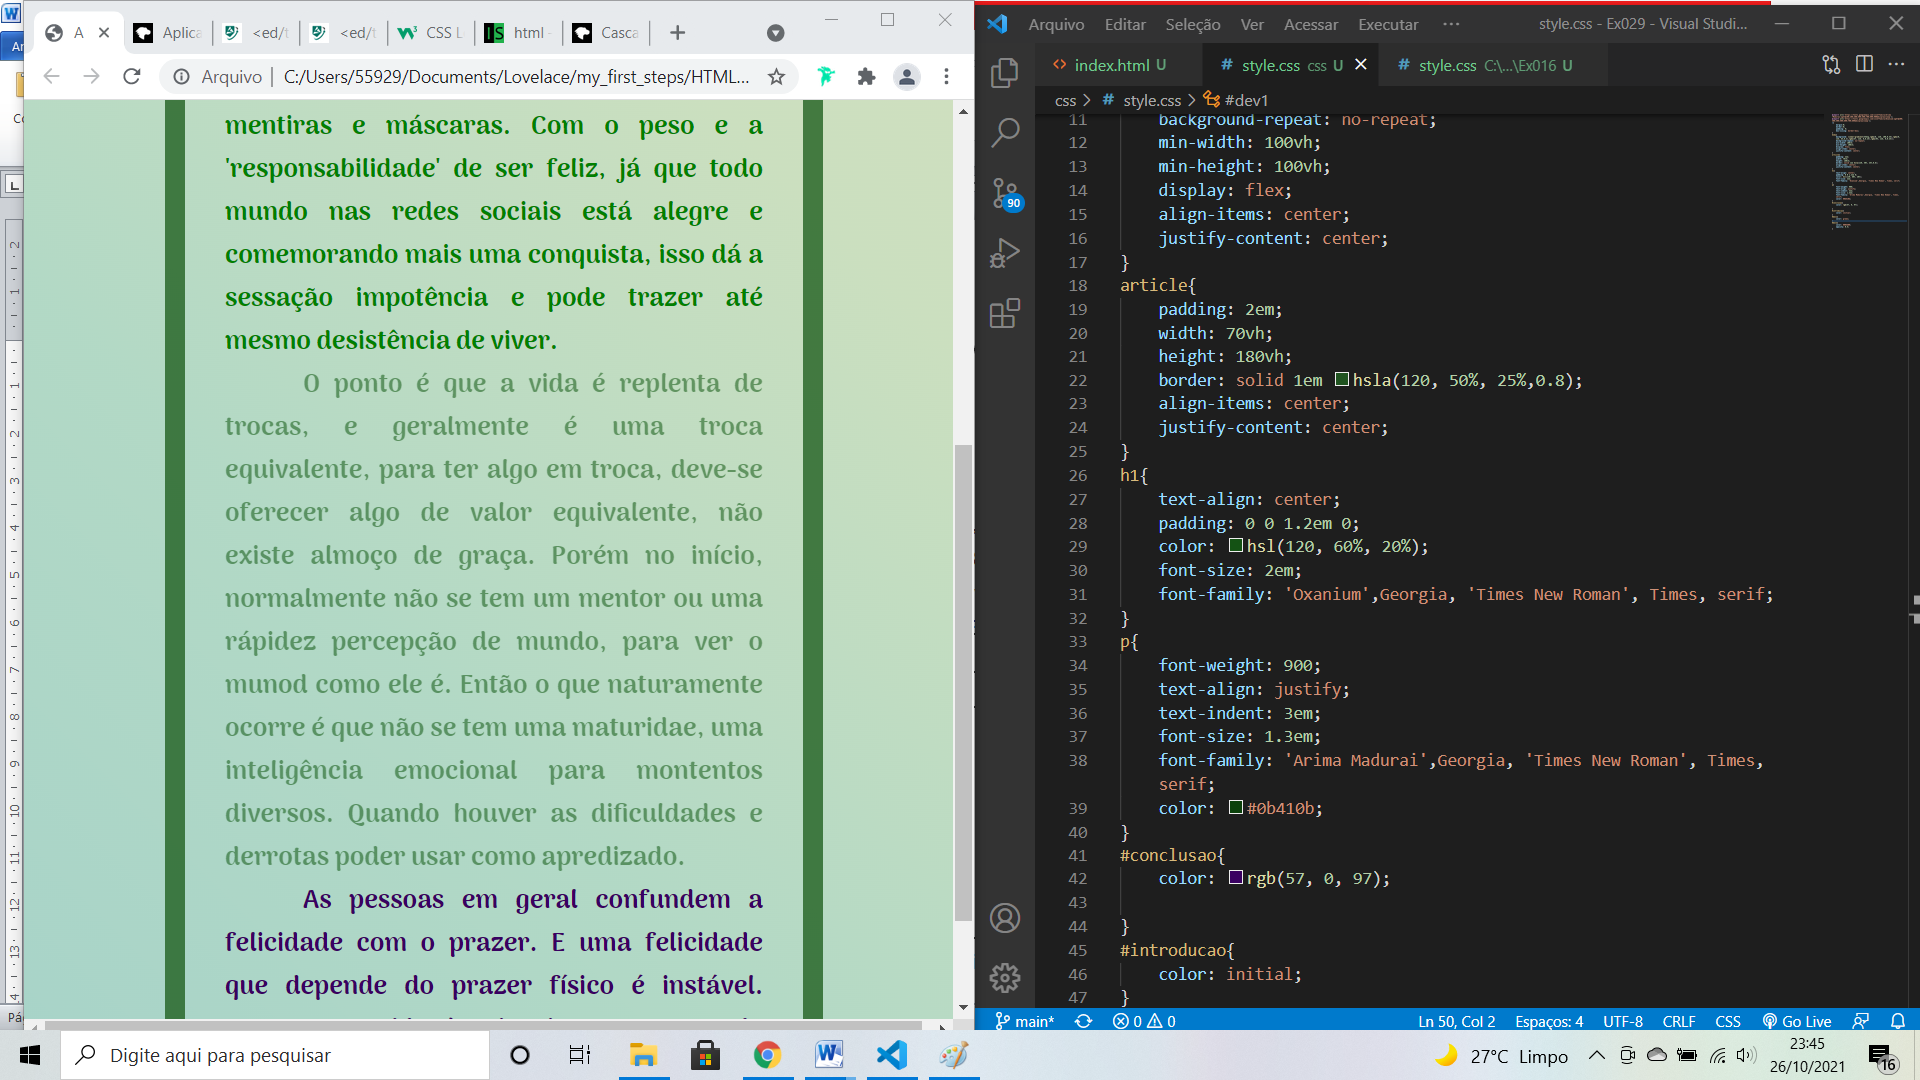 A
Aplica
<ed/t
<ed/t
CSS L
html -
Casca
Arquivo | C:/Users/55929/Documents/Lovelace/my_first_steps/HTML...
mentiras e máscaras. Com o peso e a
'responsabilidade' de ser feliz, já que todo
mundo nas redes sociais está alegre e
comemorando mais uma conquista, isso dá a
sessação impotência e pode trazer até
mesmo desistência de viver.
O ponto é que a vida é replenta de
trocas, e geralmente é uma troca
equivalente, para ter algo em troca, deve-se
oferecer algo de valor equivalente, não
existe almoço de graça. Porém no início,
normalmente não se tem um mentor ou uma
rápidez percepção de mundo, para ver o
munod como ele é. Então o que naturamente
ocorre é que não se tem uma maturidae, uma
inteligência emocional para montentos
diversos. Quando houver as dificuldades e
derrotas poder usar como apredizado.
As pessoas em geral confundem a
felicidade com o prazer. E uma felicidade
que depende do prazer físico é instável.
Arquivo Editar Seleção Ver Acessar Executar ···
style.css - Ex029 - Visual Studi...
index.html U
# style.css css U
# style.css C:\...\Ex016 U
css > # style.css > #dev1
11 background-repeat: no-repeat;
12 min-width: 100vh;
13 min-height: 100vh;
14 display: flex;
15 align-items: center;
16 justify-content: center;
17 }
18 article{
19 padding: 2em;
20 width: 70vh;
21 height: 180vh;
22 border: solid 1em hsla(120, 50%, 25%,0.8);
23 align-items: center;
24 justify-content: center;
25 }
26 h1{
27 text-align: center;
28 padding: 0 0 1.2em 0;
29 color: hsl(120, 60%, 20%);
30 font-size: 2em;
31 font-family: 'Oxanium',Georgia, 'Times New Roman', Times, serif;
32 }
33 p{
34 font-weight: 900;
35 text-align: justify;
36 text-indent: 3em;
37 font-size: 1.3em;
38 font-family: 'Arima Madurai',Georgia, 'Times New Roman', Times,
serif;
39 color: #0b410b;
40 }
41 #conclusao{
42 color: rgb(57, 0, 97);
43
44 }
45 #introducao{
46 color: initial;
47 }
90
main* 0 0
Ln 50, Col 2 Espaços: 4 UTF-8 CRLF CSS Go Live
Digite aqui para pesquisar
27°C Limpo
23:45
26/10/2021
16